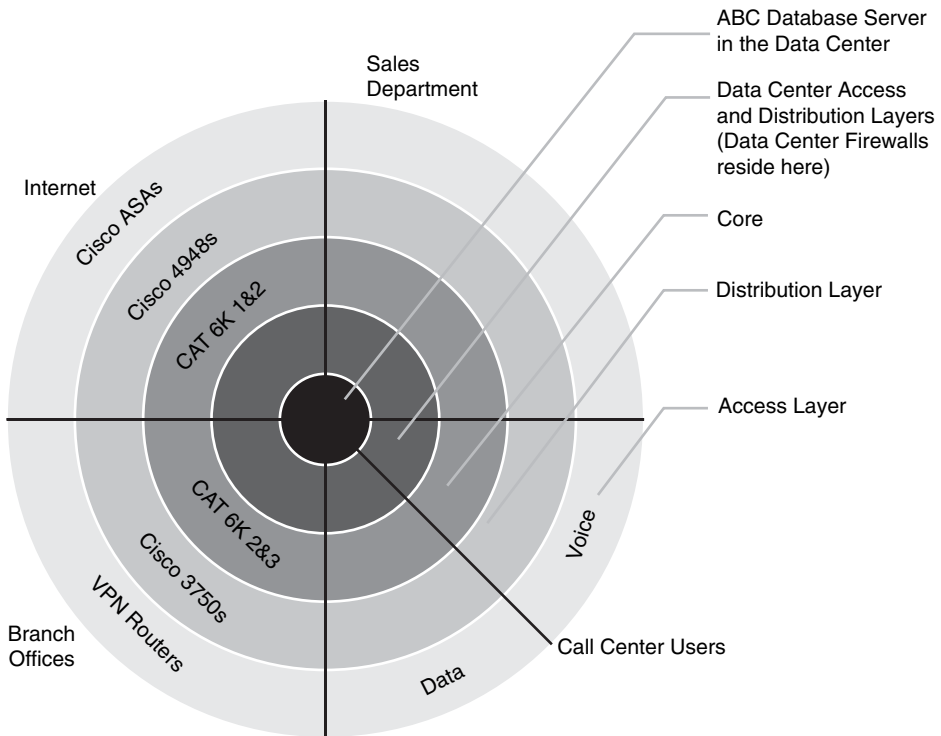 ABC Database Server
in the Data Center
Sales
Department
Data Center Access
and Distribution Layers
(Data Center Firewalls
reside here)
Internet
Cisco ASAs
Cisco 4948s
CAT 6K 1&2
Core
Distribution Layer
Access Layer
CAT 6K 2&3
Cisco 3750s
VPN Routers
Voice
Branch
Offices
Call Center Users
Data